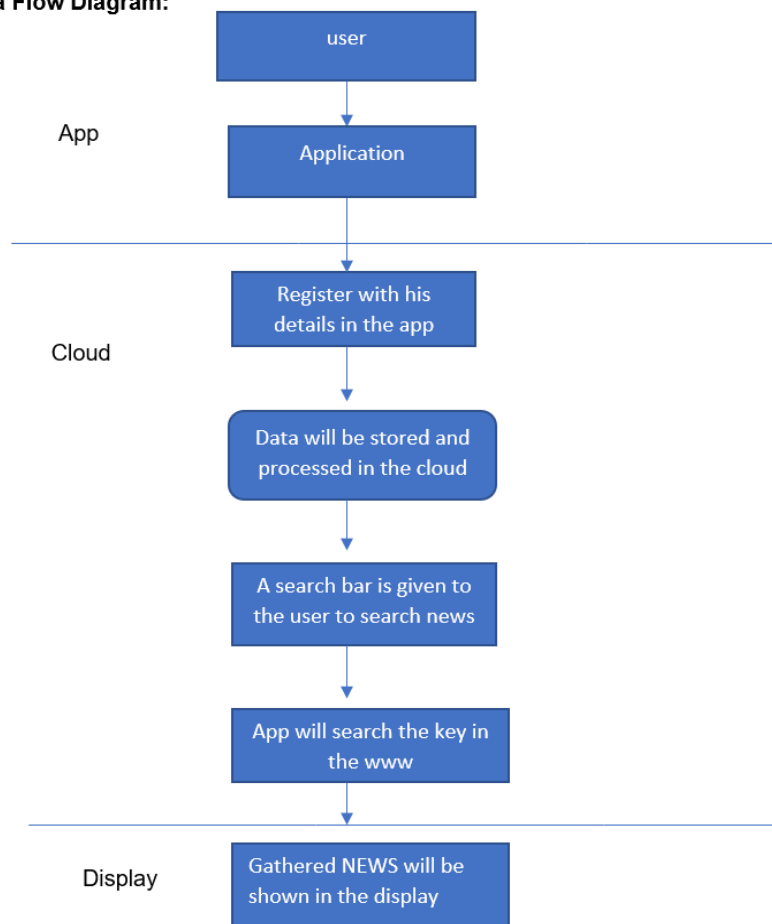 a Flow Diagram:
user
App
Application
Register with his
details in the app
Cloud
Data will be stored and
processed in the cloud
A search bar is given to
the user to search news
App will search the key in
the www
Gathered NEWS will be
shown in the display
Display